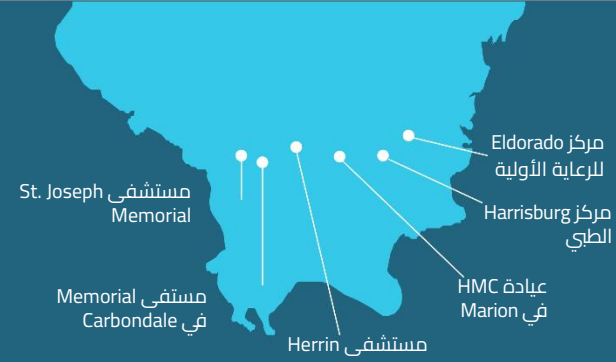 مركز Eldorado
للرعاية الأولية
مركز Harrisburg
الطبي
مستشفى St. Joseph
Memorial
عيادة HMC
في Marion
مستفى Memorial
في Carbondale
مستشفى Herrin